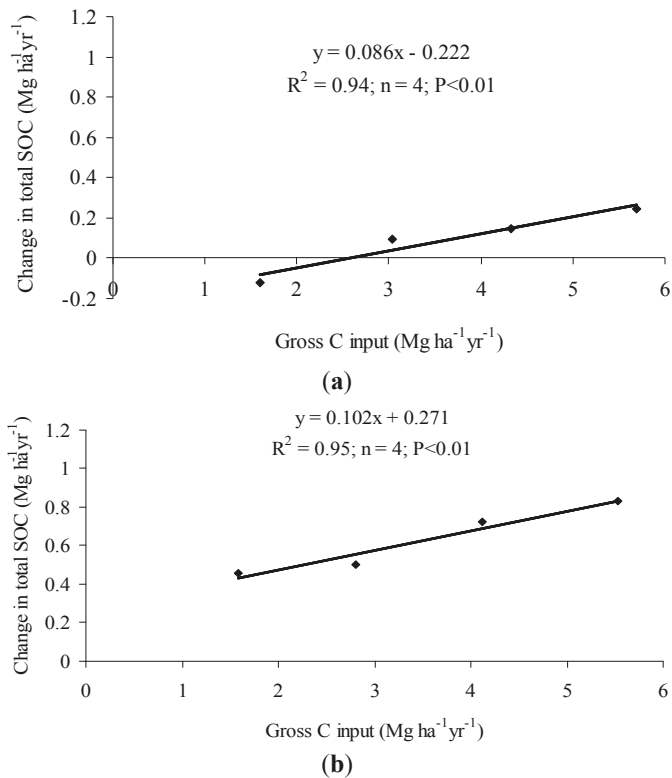 1.2
1
0.8
0.6
0.4
0.2
0
-0.2
Change in total SOC (Mg ha⁻¹yr⁻¹)
y = 0.086x - 0.222
R² = 0.94; n = 4; P<0.01
0 1 2 3 4 5 6
Gross C input (Mg ha⁻¹yr⁻¹)
(a)
y = 0.102x + 0.271
R² = 0.95; n = 4; P<0.01
1.2
1
0.8
0.6
0.4
0.2
0
Change in total SOC (Mg ha⁻¹yr⁻¹)
0 1 2 3 4 5 6
Gross C input (Mg ha⁻¹yr⁻¹)
(b)